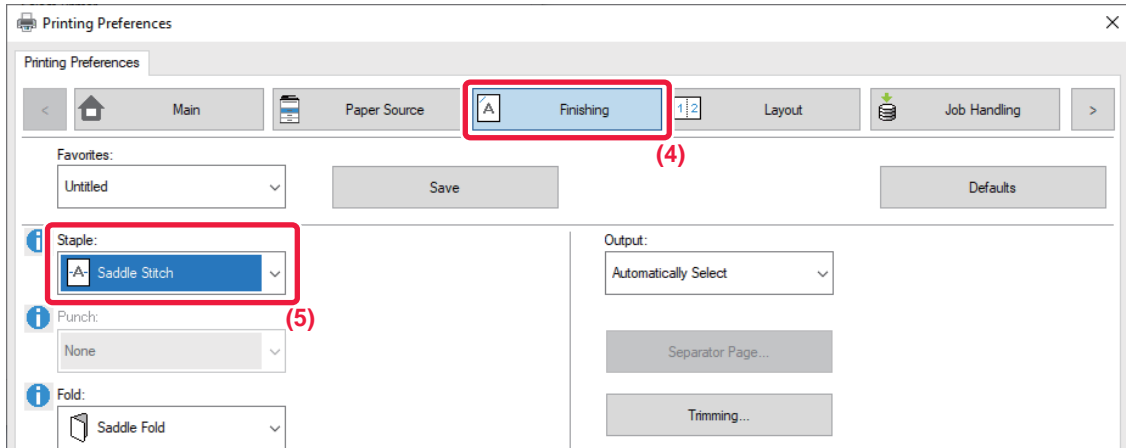 Printing Preferences
Printing Preferences
< Main Paper Source A Finishing 1 2 Layout Job Handling >
(4)
Favorites:
Untitled Save Defaults
Staple: Output:
-A- Saddle Stitch Automatically Select
(5)
Punch:
None Separator Page...
Fold:
Saddle Fold Trimming...